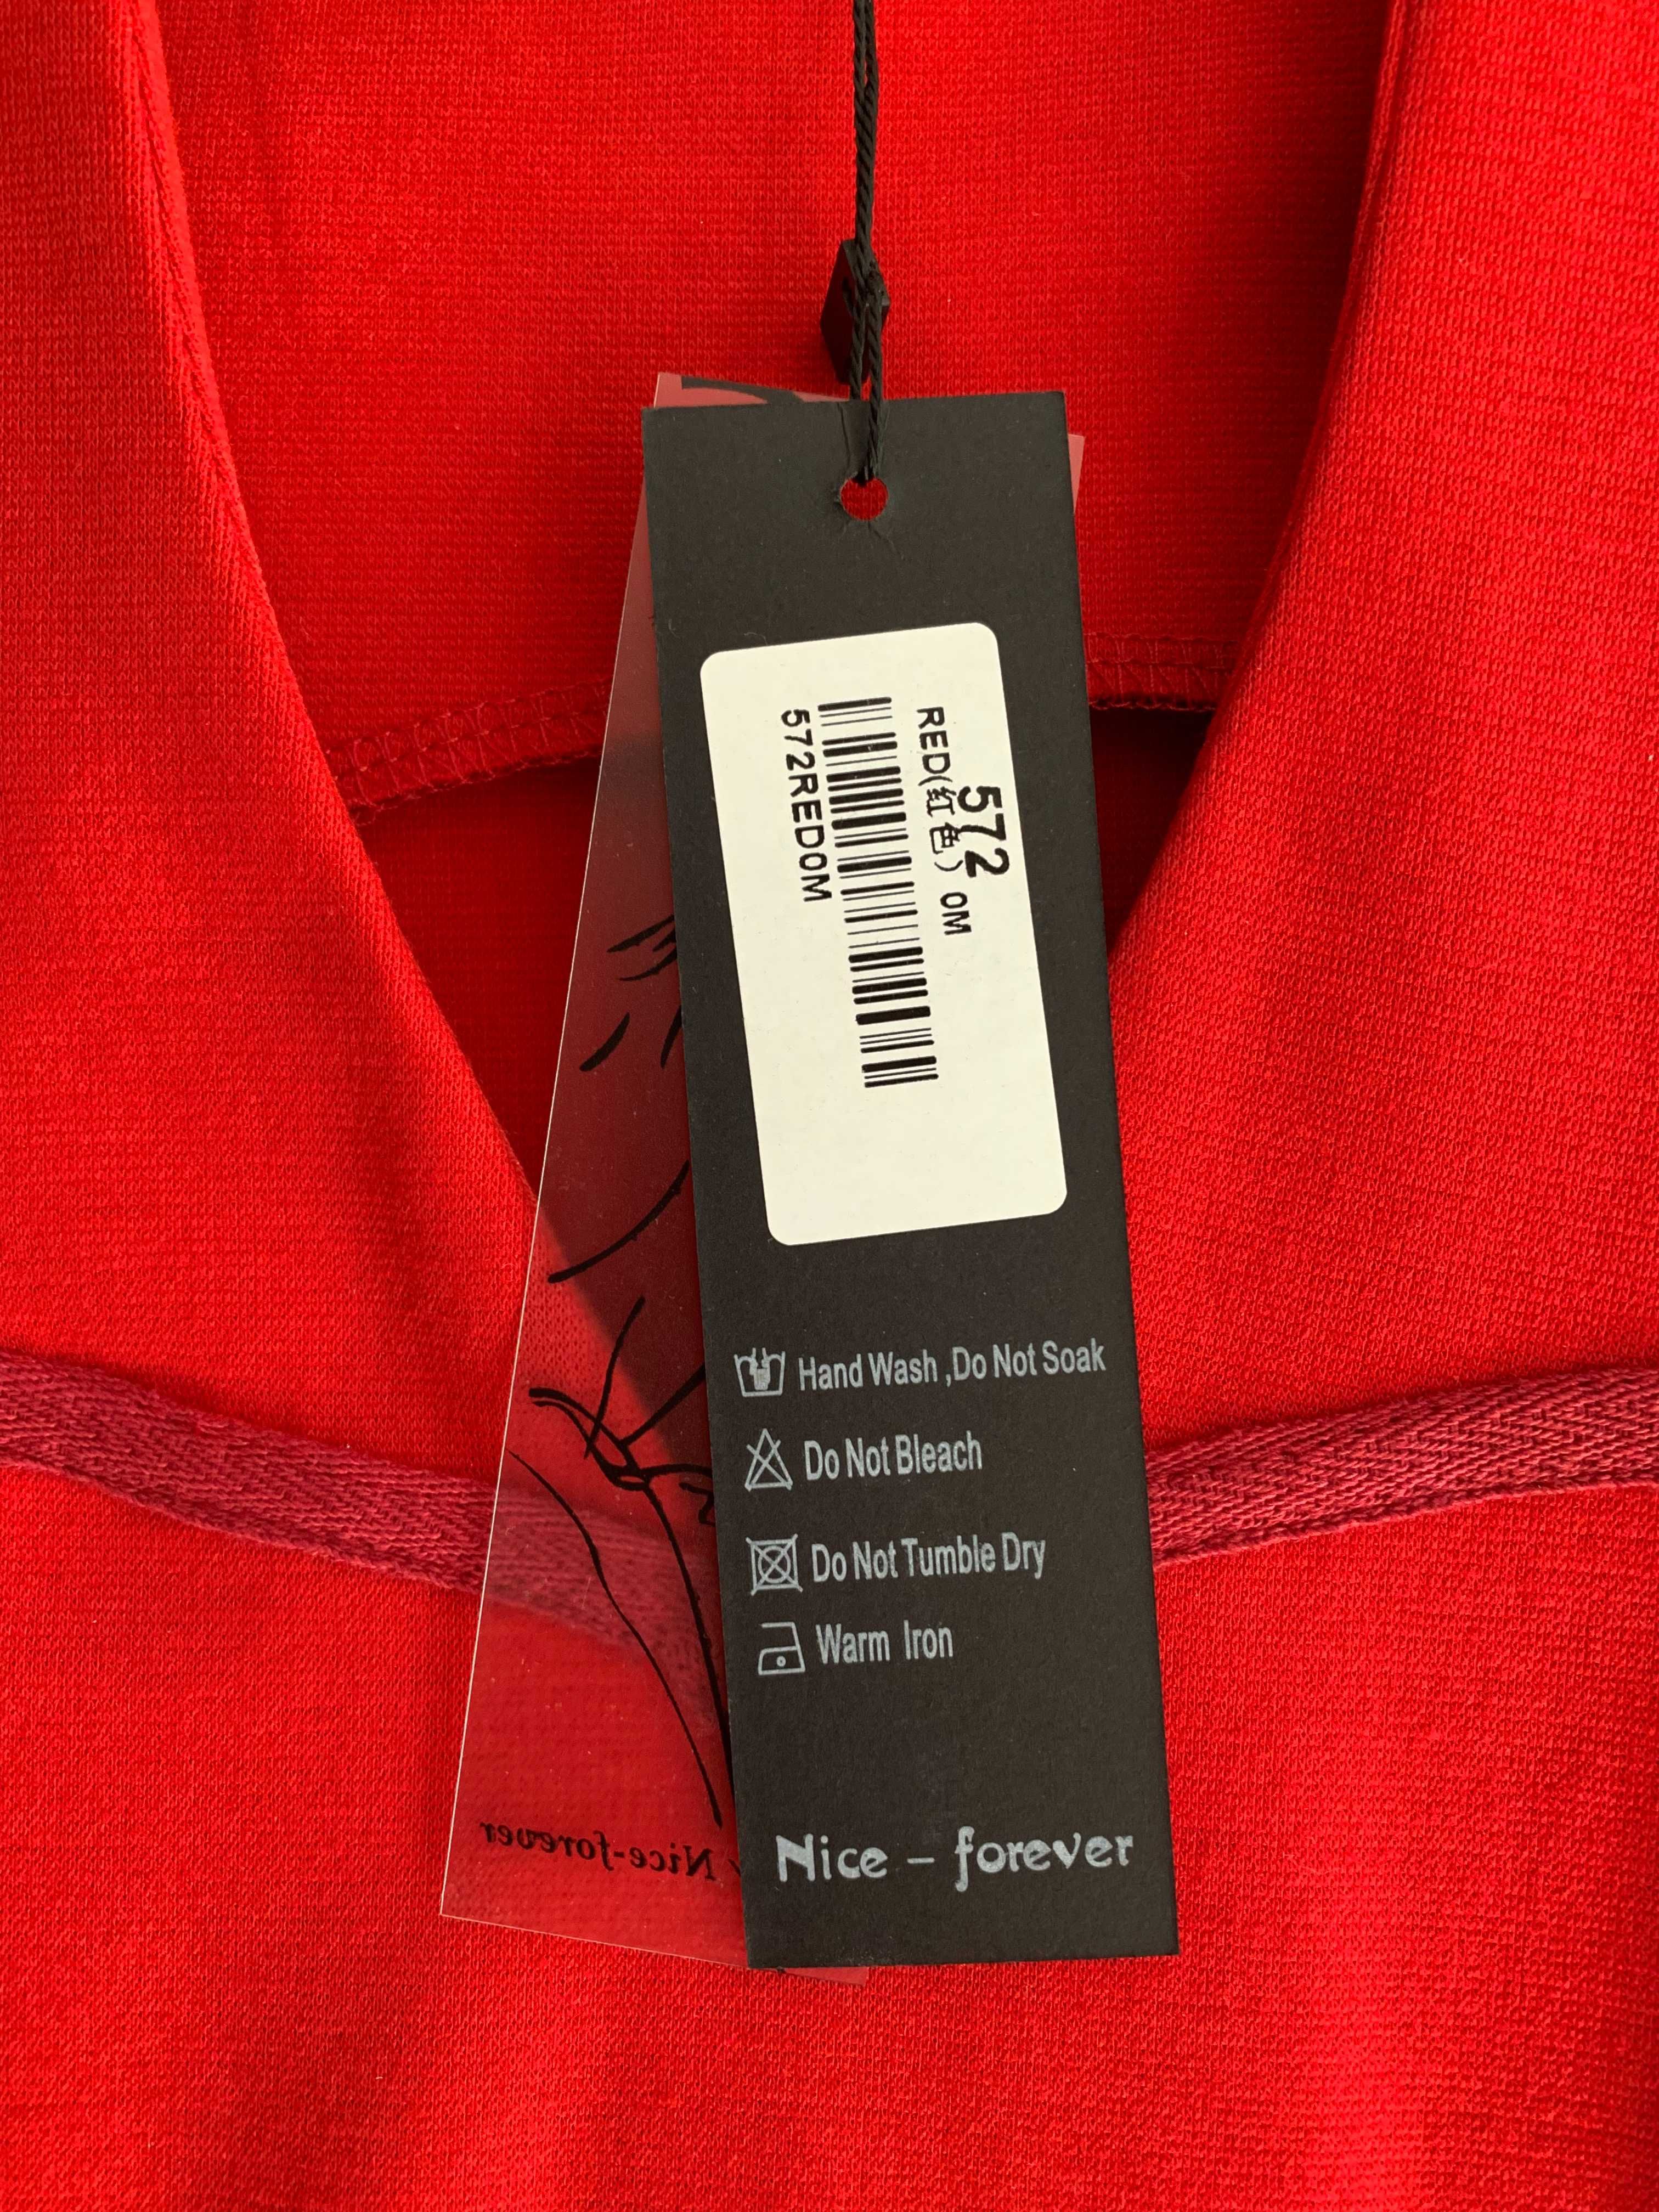 572
RED(红色) 0M
572RED0M
Hand Wash ,Do Not Soak
Do Not Bleach
Do Not Tumble Dry
Warm Iron
Nice - forever
Nice-forever